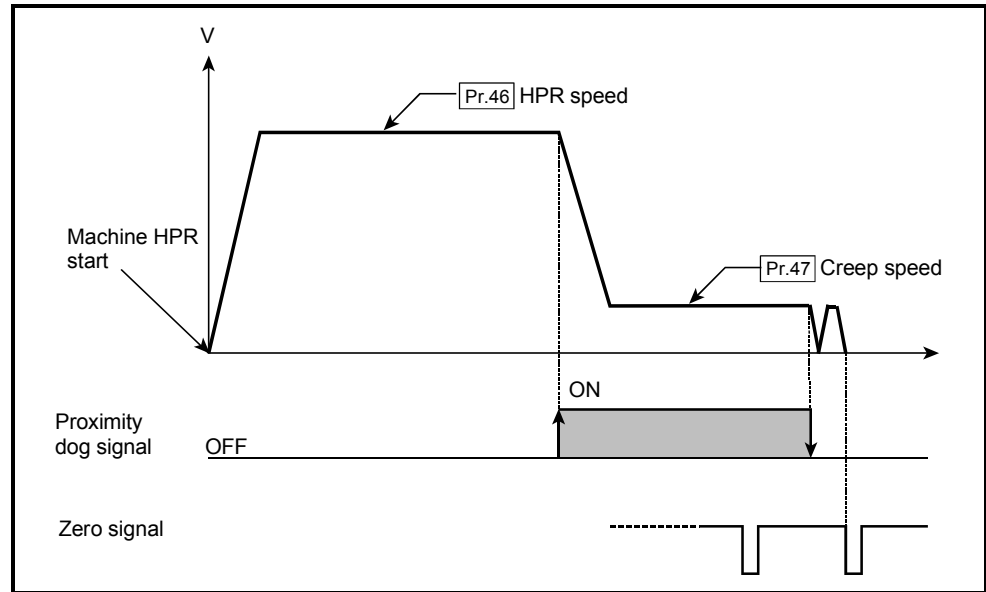 V
Pr.46 HPR speed
Machine HPR
start
Pr.47 Creep speed
ON
Proximity
dog signal
OFF
Zero signal